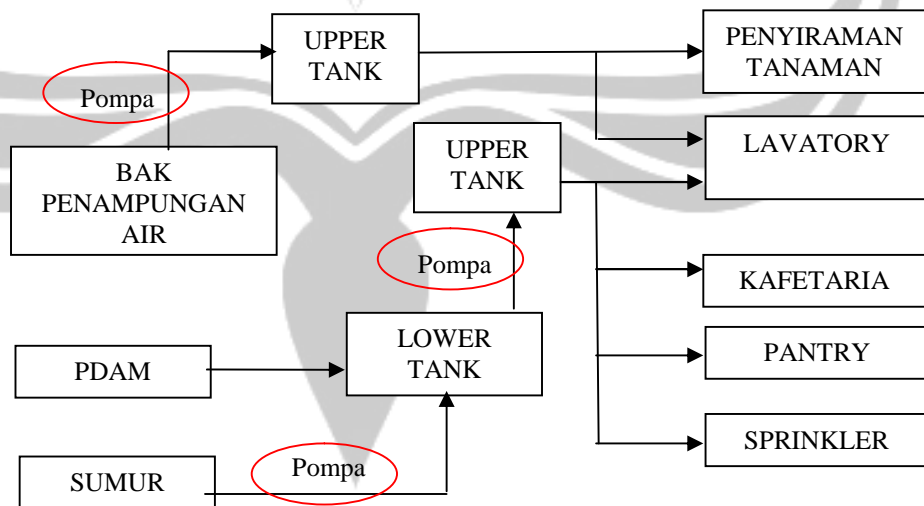 UPPER
TANK
PENYIRAMAN
TANAMAN
Pompa
BAK
PENAMPUNGAN
AIR
UPPER
TANK
LAVATORY
Pompa
KAFETARIA
PDAM
LOWER
TANK
PANTRY
SUMUR
Pompa
SPRINKLER